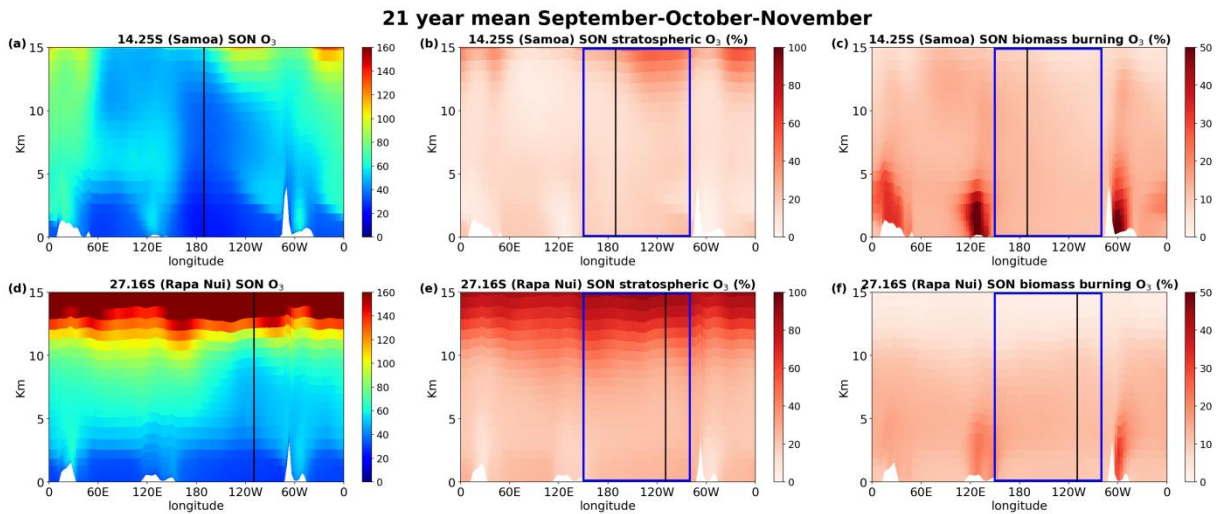 21 year mean September-October-November
(a) 14.25S (Samoa) SON O₃
15
10
5
0
Km
60E 120E 180 120W 60W 0
longitude
160
140
120
100
80
60
40
20
0
(b) 14.25S (Samoa) SON stratospheric O₃ (%)
15
10
5
0
Km
0 60E 120E 180 120W 60W 0
longitude
100
80
60
40
20
0
(c) 14.25S (Samoa) SON biomass burning O₃ (%)
15
10
5
0
Km
0 60E 120E 180 120W 60W 0
longitude
50
40
30
20
10
0
(d) 27.16S (Rapa Nui) SON O₃
15
10
5
0
Km
0 60E 120E 180 120W 60W 0
longitude
160
140
120
100
80
60
40
20
0
(e) 27.16S (Rapa Nui) SON stratospheric O₃ (%)
15
10
5
0
Km
0 60E 120E 180 120W 60W 0
longitude
100
80
60
40
20
0
(f) 27.16S (Rapa Nui) SON biomass burning O₃ (%)
15
10
5
0
Km
0 60E 120E 180 120W 60W 0
longitude
50
40
30
20
10
0